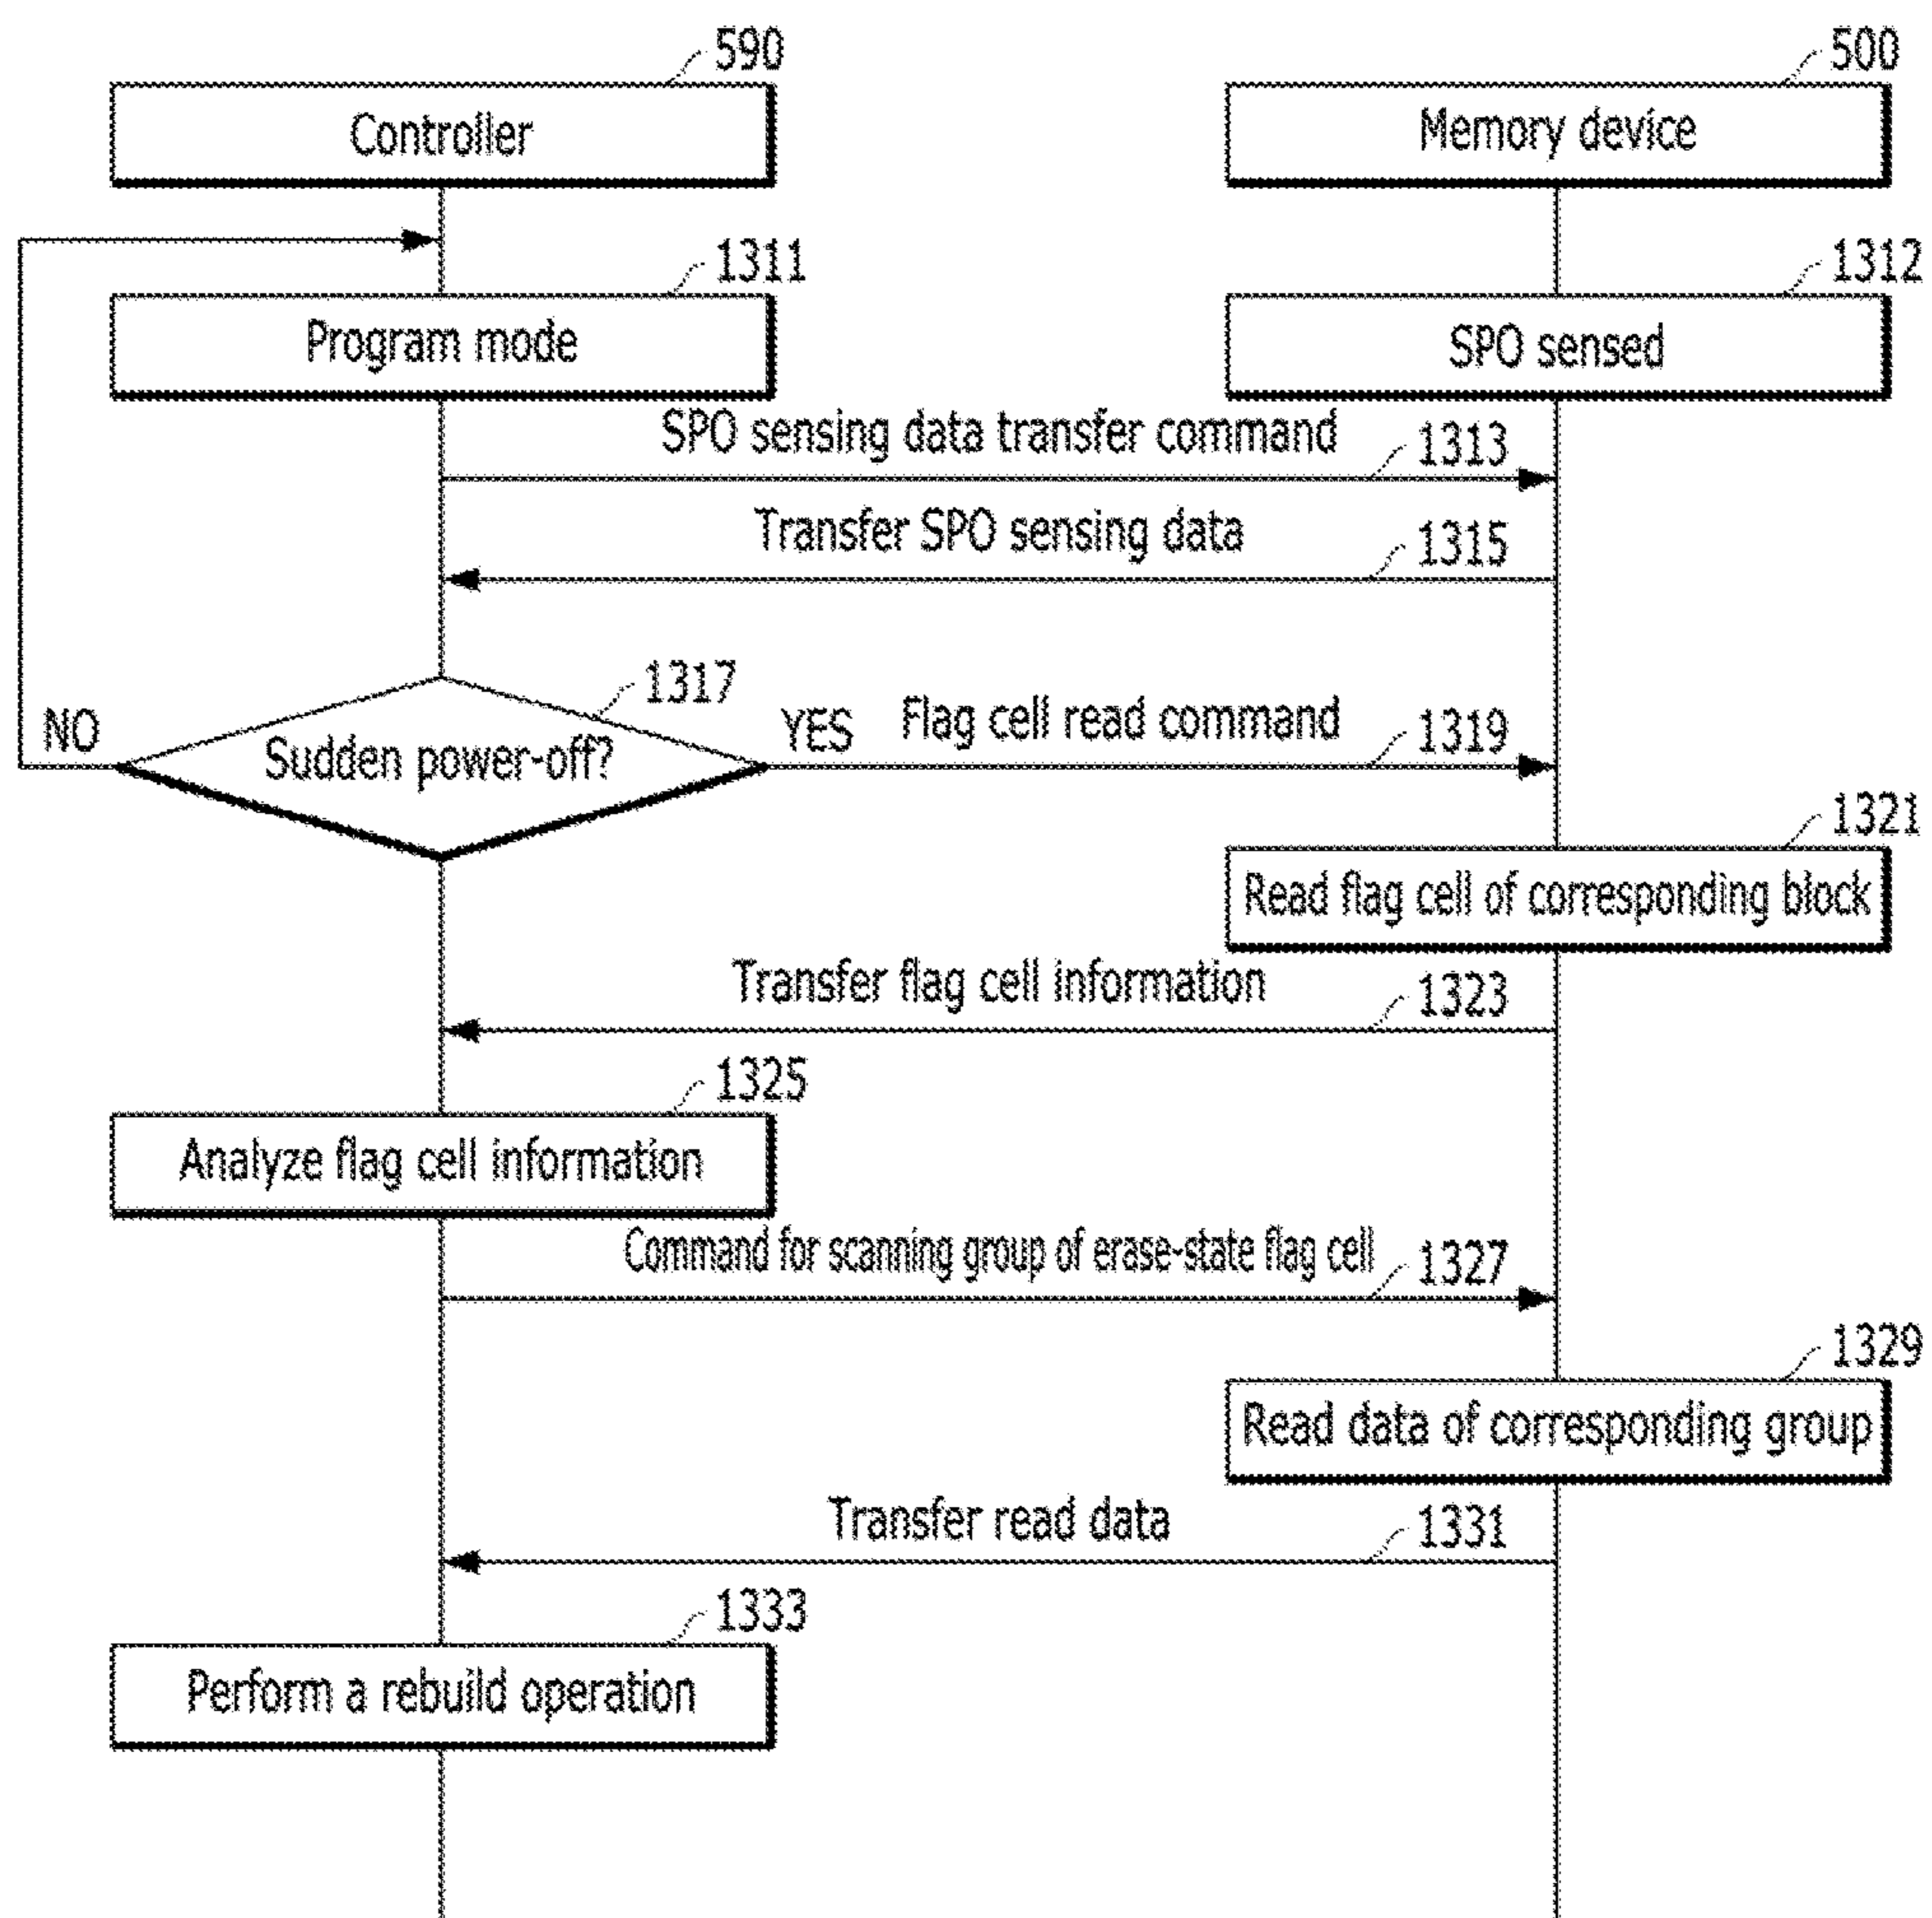 590
500
Controller
Memory device
1311
1312
Program mode
SPO sensed
SPO sensing data transfer command
1313
Transfer SPO sensing data
1315
1317
NO
Sudden power-off?
YES
Flag cell read command
1319
1321
Read flag cell of corresponding block
Transfer flag cell information
1323
1325
Analyze flag cell information
Command for scanning group of erase-state flag cell
1327
1329
Read data of corresponding group
Transfer read data
1331
1333
Perform a rebuild operation